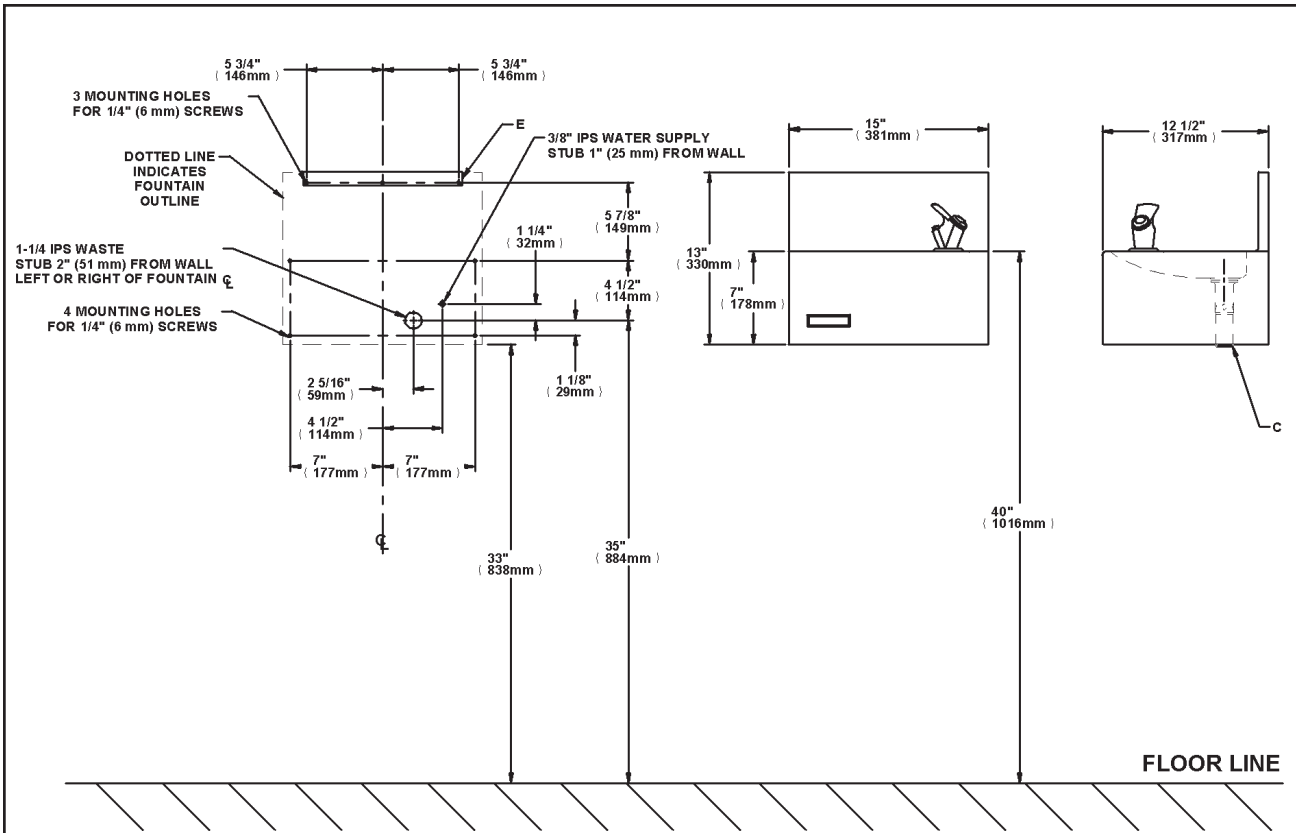 5 3/4"
( 146mm )
5 3/4"
( 146mm )
3 MOUNTING HOLES
FOR 1/4" (6 mm) SCREWS
E
3/8" IPS WATER SUPPLY
STUB 1" (25 mm) FROM WALL
DOTTED LINE
INDICATES
FOUNTAIN
OUTLINE
1-1/4 IPS WASTE
STUB 2" (51 mm) FROM WALL
LEFT OR RIGHT OF FOUNTAIN ℄
4 MOUNTING HOLES
FOR 1/4" (6 mm) SCREWS
5 7/8"
( 149mm )
1 1/4"
( 32mm )
4 1/2"
( 114mm )
1 1/8"
( 29mm )
2 5/16"
( 59mm )
4 1/2"
( 114mm )
7"
( 177mm )
7"
( 177mm )
℄
33"
( 838mm )
35"
( 884mm )
15"
( 381mm )
13"
( 330mm )
7"
( 178mm )
12 1/2"
( 317mm )
C
40"
( 1016mm )
FLOOR LINE